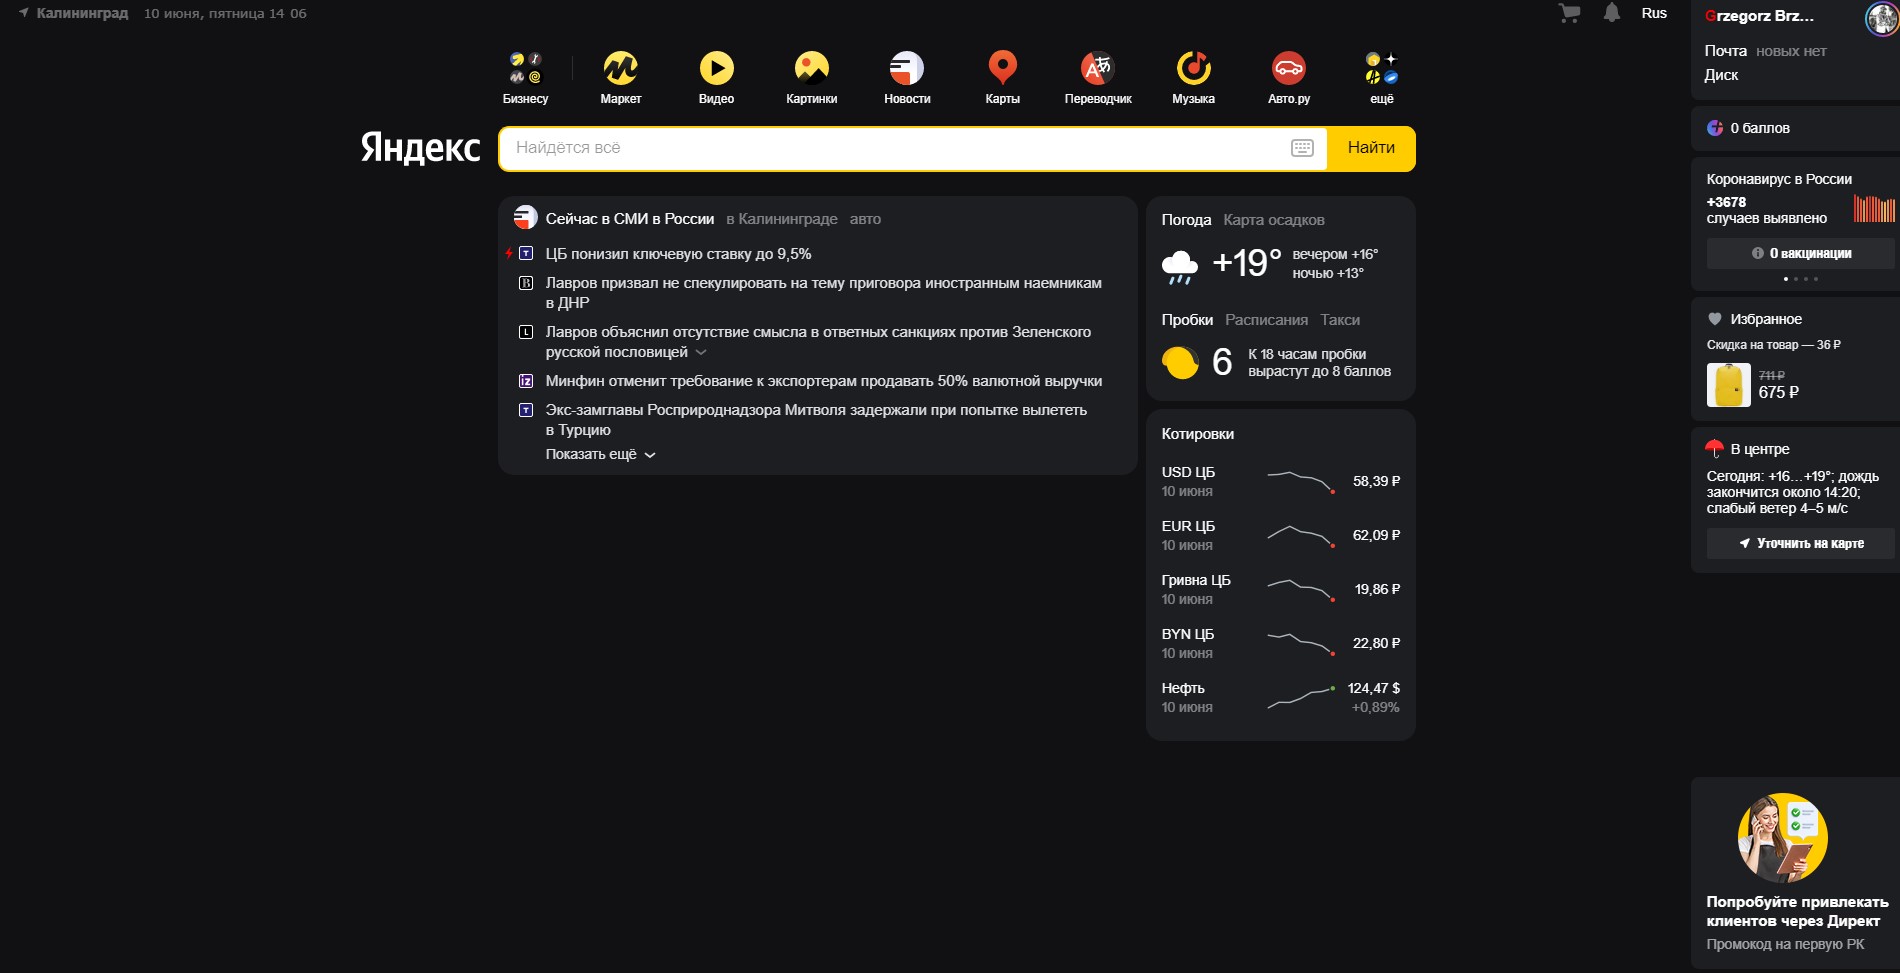 Калининград 10 июня, пятница 14 06
Rus
Grzegorz Brz...
Почта новых нет
Диск
Бизнесу
Маркет
Видео
Картинки
Новости
Карты
Переводчик
Музыка
Авто.ру
ещё
Яндекс
Найдётся всё
Найти
Сейчас в СМИ в России в Калининграде авто
ЦБ понизил ключевую ставку до 9,5%
Лавров призвал не спекулировать на тему приговора иностранным наемникам
в ДНР
Лавров объяснил отсутствие смысла в ответных санкциях против Зеленского
русской пословицей
Минфин отменит требование к экспортерам продавать 50% валютной выручки
Экс-замглавы Росприроднадзора Митволя задержали при попытке вылететь
в Турцию
Показать ещё
Погода Карта осадков
+19° вечером +16°
ночью +13°
Пробки Расписания Такси
6 К 18 часам пробки
вырастут до 8 баллов
Котировки
USD ЦБ 58,39 ₽
10 июня
EUR ЦБ 62,09 ₽
10 июня
Гривна ЦБ 19,86 ₽
10 июня
BYN ЦБ 22,80 ₽
10 июня
Нефть 124,47 $
10 июня +0,89%
0 баллов
Коронавирус в России
+3678
случаев выявлено
О вакцинации
Избранное
Скидка на товар — 36 ₽
711 ₽
675 ₽
В центре
Сегодня: +16...+19°; дождь
закончится около 14:20;
слабый ветер 4–5 м/с
Уточнить на карте
Попробуйте привлекать
клиентов через Директ
Промокод на первую РК